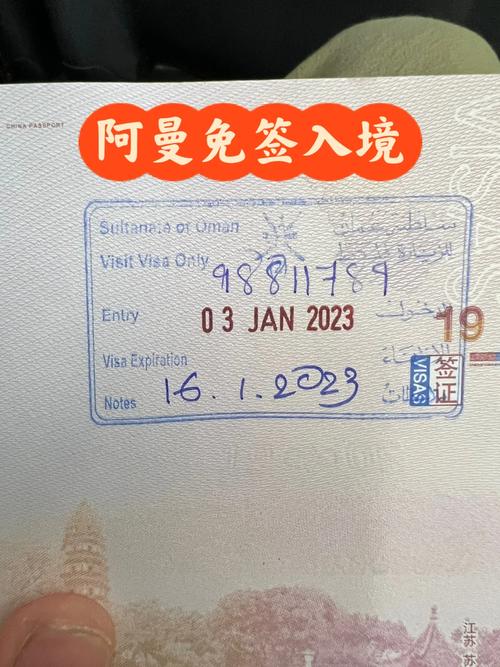 CHINA PASSPORT
阿曼免签入境
Sultanate of Oman
Visit Visa Only
98811789
Entry
03 JAN 2023
19
Visa Expiration
签证
VISAS
Notes
16.1.2023
江苏 苏